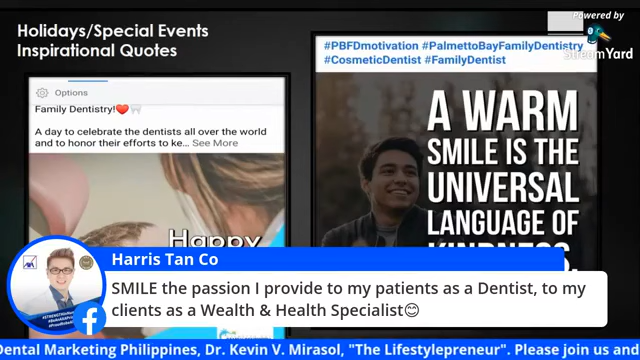 Holidays/Special Events
Inspirational Quotes
Powered by
StreamYard
Options
Family Dentistry!❤️🦷
A day to celebrate the dentists all over the world
and to honor their efforts to ke... See More
Happy
#PBFDmotivation #PalmettoBayFamilyDentistry
#CosmeticDentist #FamilyDentist
A WARM
SMILE IS THE
UNIVERSAL
LANGUAGE OF
KINDNESS.
AXA
Harris Tan Co
SMILE the passion I provide to my patients as a Dentist, to my
clients as a Wealth & Health Specialist😊
Dental Marketing Philippines, Dr. Kevin V. Mirasol, "The Lifestylepreneur". Please join us and